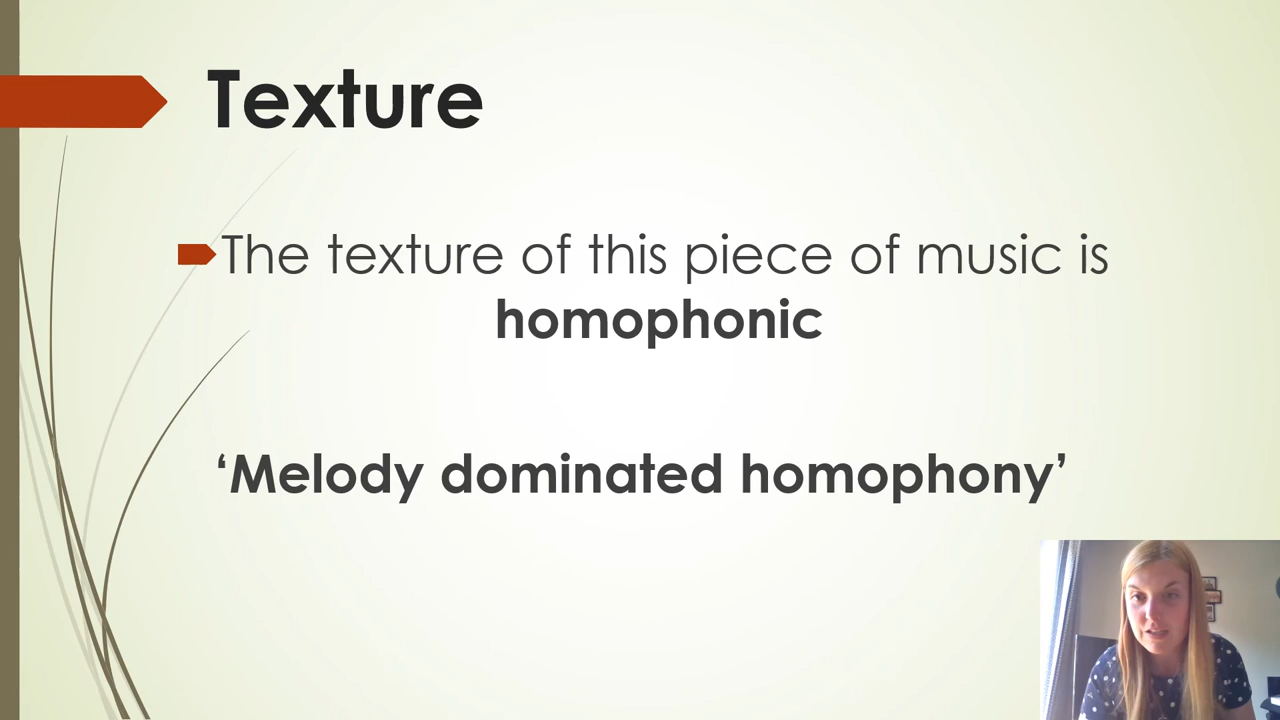 Texture
The texture of this piece of music is
homophonic
‘Melody dominated homophony’